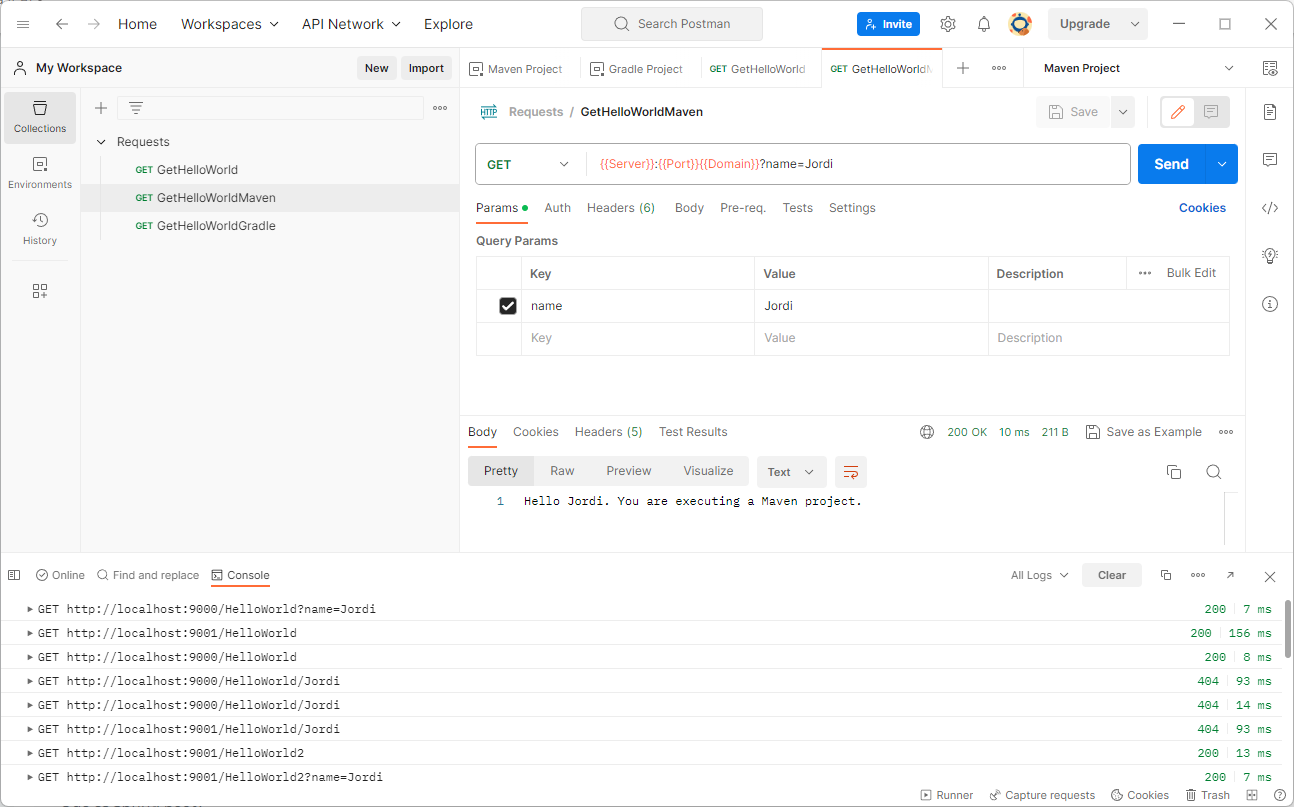 Home Workspaces API Network Explore Search Postman Invite Upgrade
My Workspace New Import
Maven Project Gradle Project GET GetHelloWorld GET GetHelloWorldM Maven Project
Collections
Environments
History
Requests
GET GetHelloWorld
GET GetHelloWorldMaven
GET GetHelloWorldGradle
HTTP Requests / GetHelloWorldMaven Save
GET {{Server}}:{{Port}}{{Domain}}?name=Jordi Send
Params Auth Headers (6) Body Pre-req. Tests Settings Cookies
Query Params
Key Value Description Bulk Edit
name Jordi
Key Value Description
Body Cookies Headers (5) Test Results 200 OK 10 ms 211 B Save as Example
Pretty Raw Preview Visualize Text
1 Hello Jordi. You are executing a Maven project.
Online Find and replace Console All Logs Clear
GET http://localhost:9000/HelloWorld?name=Jordi 200 7 ms
GET http://localhost:9001/HelloWorld 200 156 ms
GET http://localhost:9000/HelloWorld 200 8 ms
GET http://localhost:9000/HelloWorld/Jordi 404 93 ms
GET http://localhost:9000/HelloWorld/Jordi 404 14 ms
GET http://localhost:9001/HelloWorld/Jordi 404 93 ms
GET http://localhost:9001/HelloWorld2 200 13 ms
GET http://localhost:9001/HelloWorld2?name=Jordi 200 7 ms
Runner Capture requests Cookies Trash